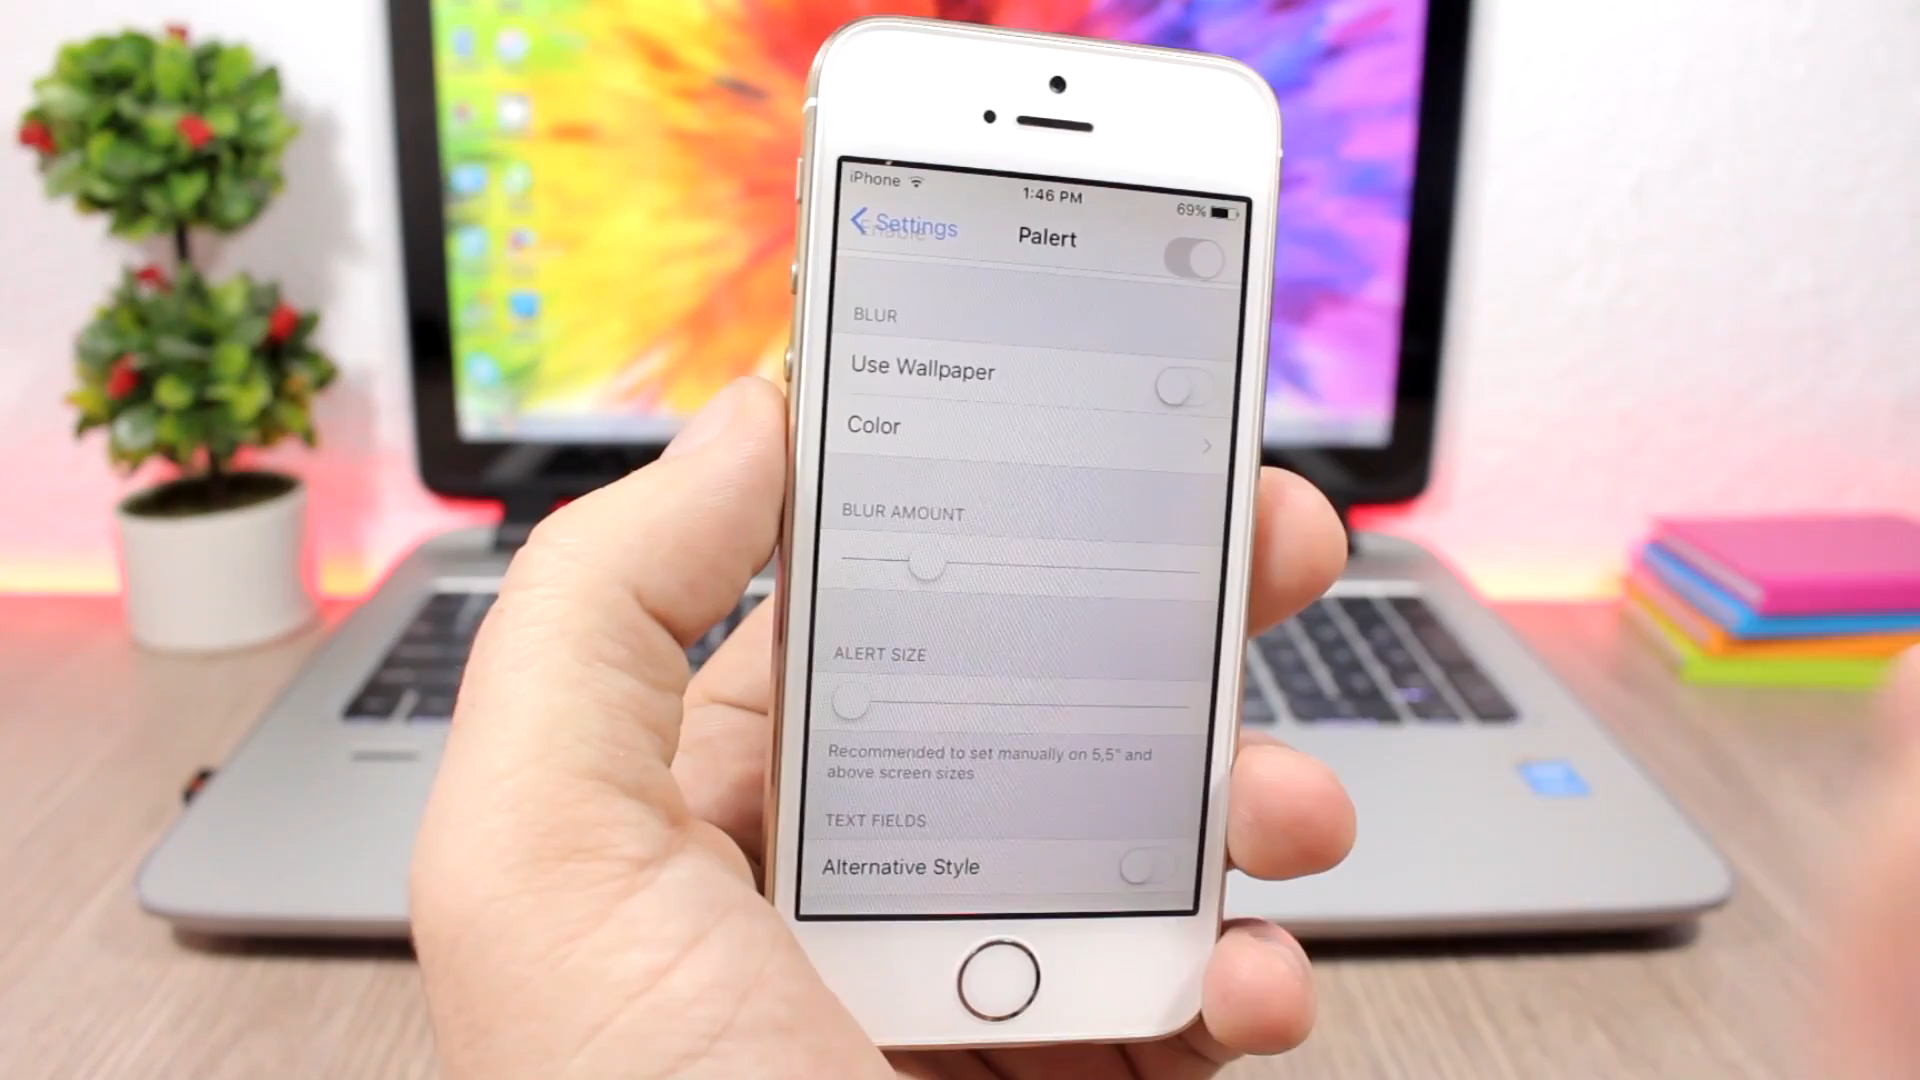 iPhone
1:46 PM
69%
Settings
Enable
Palert
BLUR
Use Wallpaper
Color
BLUR AMOUNT
ALERT SIZE
Recommended to set manually on 5,5" and
above screen sizes
TEXT FIELDS
Alternative Style